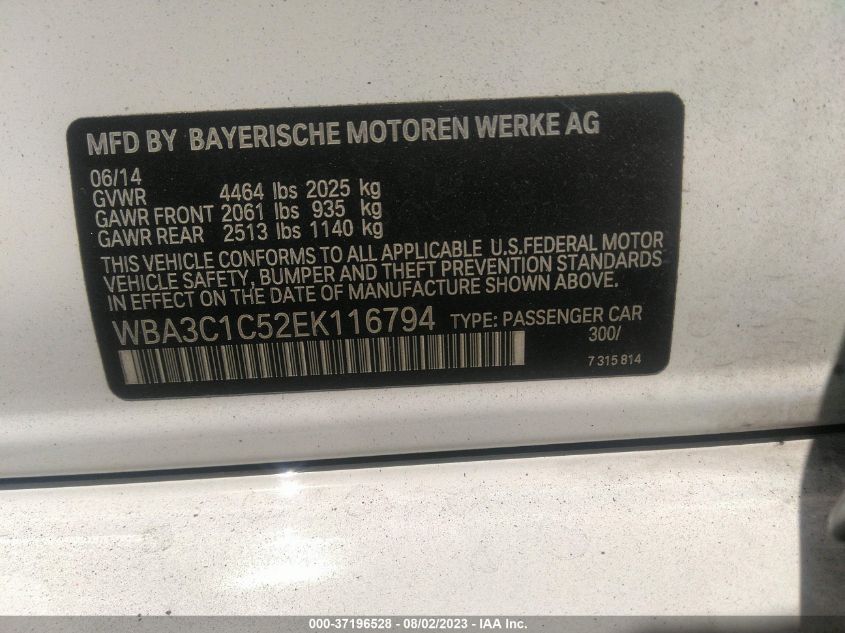 MFD BY BAYERISCHE MOTOREN WERKE AG
06/14
GVWR 4464 lbs 2025 kg
GAWR FRONT 2061 lbs 935 kg
GAWR REAR 2513 lbs 1140 kg
THIS VEHICLE CONFORMS TO ALL APPLICABLE U.S.FEDERAL MOTOR
VEHICLE SAFETY, BUMPER AND THEFT PREVENTION STANDARDS
IN EFFECT ON THE DATE OF MANUFACTURE SHOWN ABOVE.
WBA3C1C52EK116794 TYPE: PASSENGER CAR
300/
7 315 814
000-37196528 - 08/02/2023 - IAA Inc.